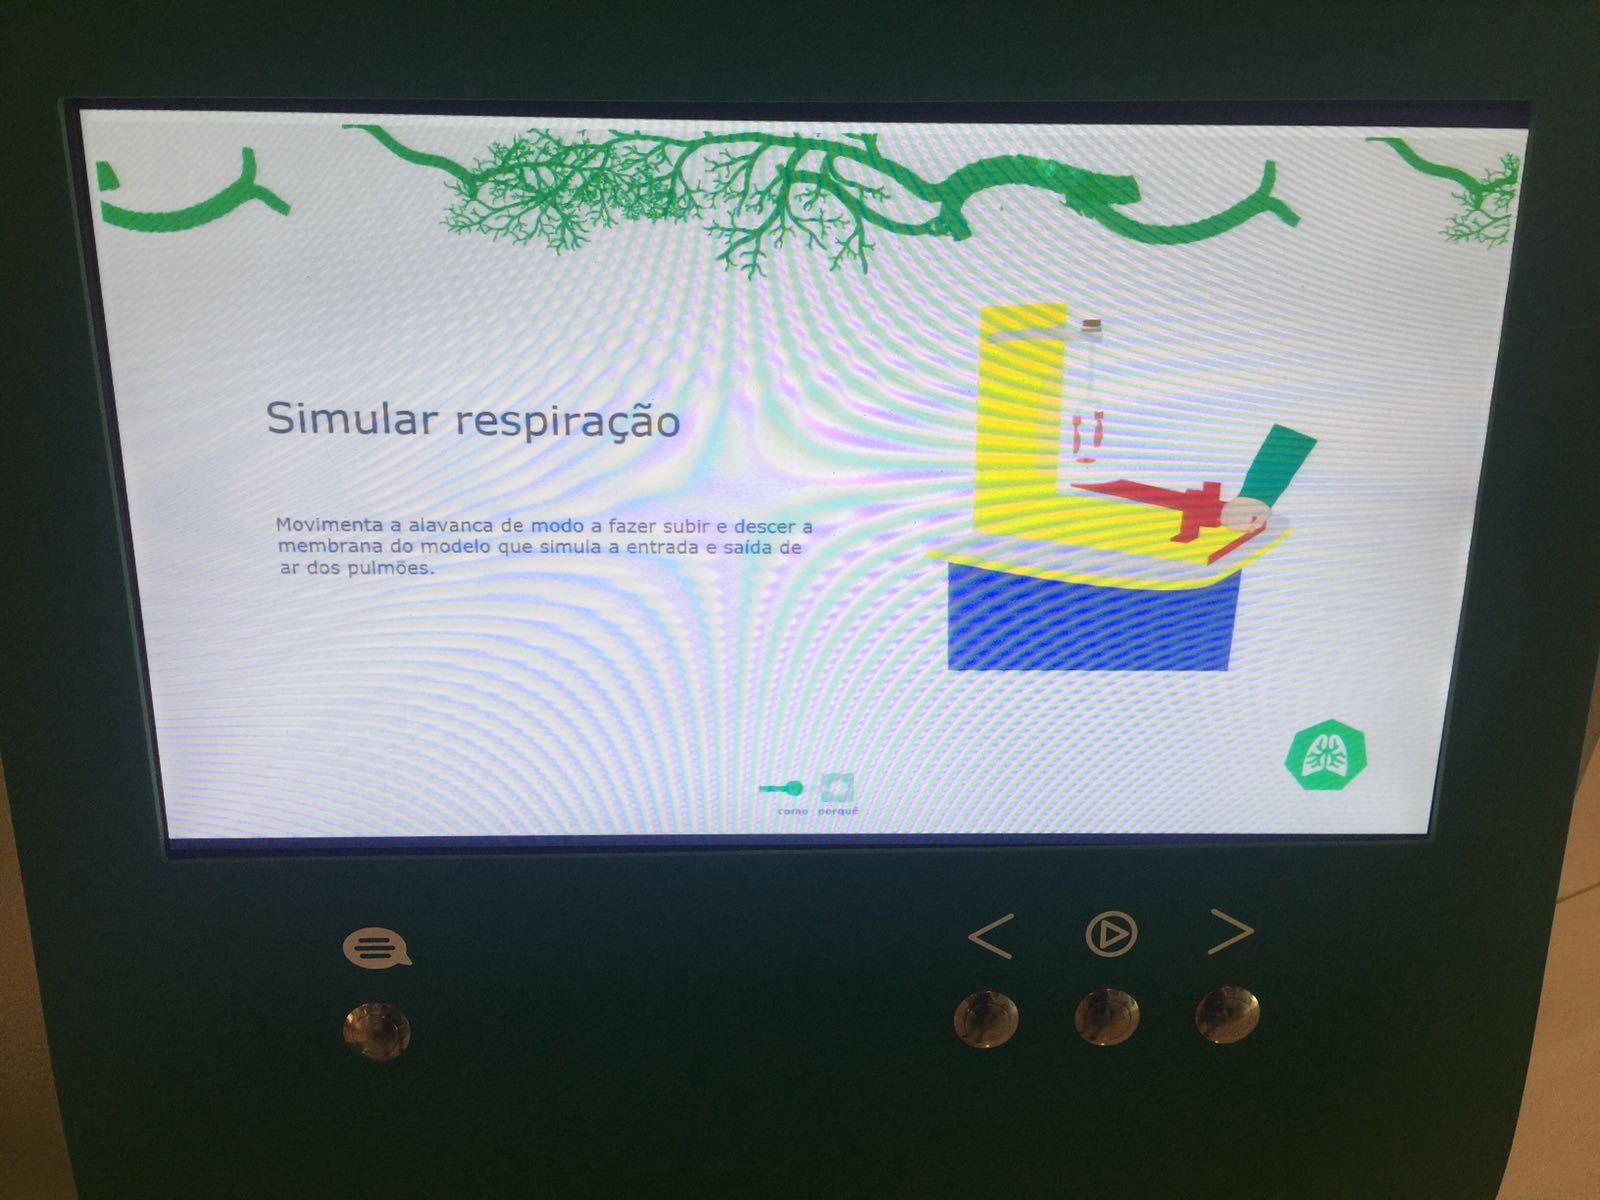 Simular respiração
Movimenta a alavanca de modo a fazer subir e descer a
membrana do modelo que simula a entrada e saída de
ar dos pulmões.
como porquê